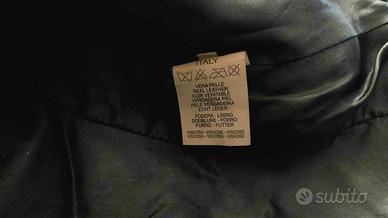 ITALY
VERA PELLE
REAL LEATHER
CUIR VERITABLE
VERDADERA PIEL
PELE VERDADEIRA
ECHT LEDER
FODERA - LINING
DOUBLURE - FORRO
FORRO - FUTTER
VISCOSA - VISCOSE - VISCOSE
VISCOSA - VISCOSE - VISKOSE
subito